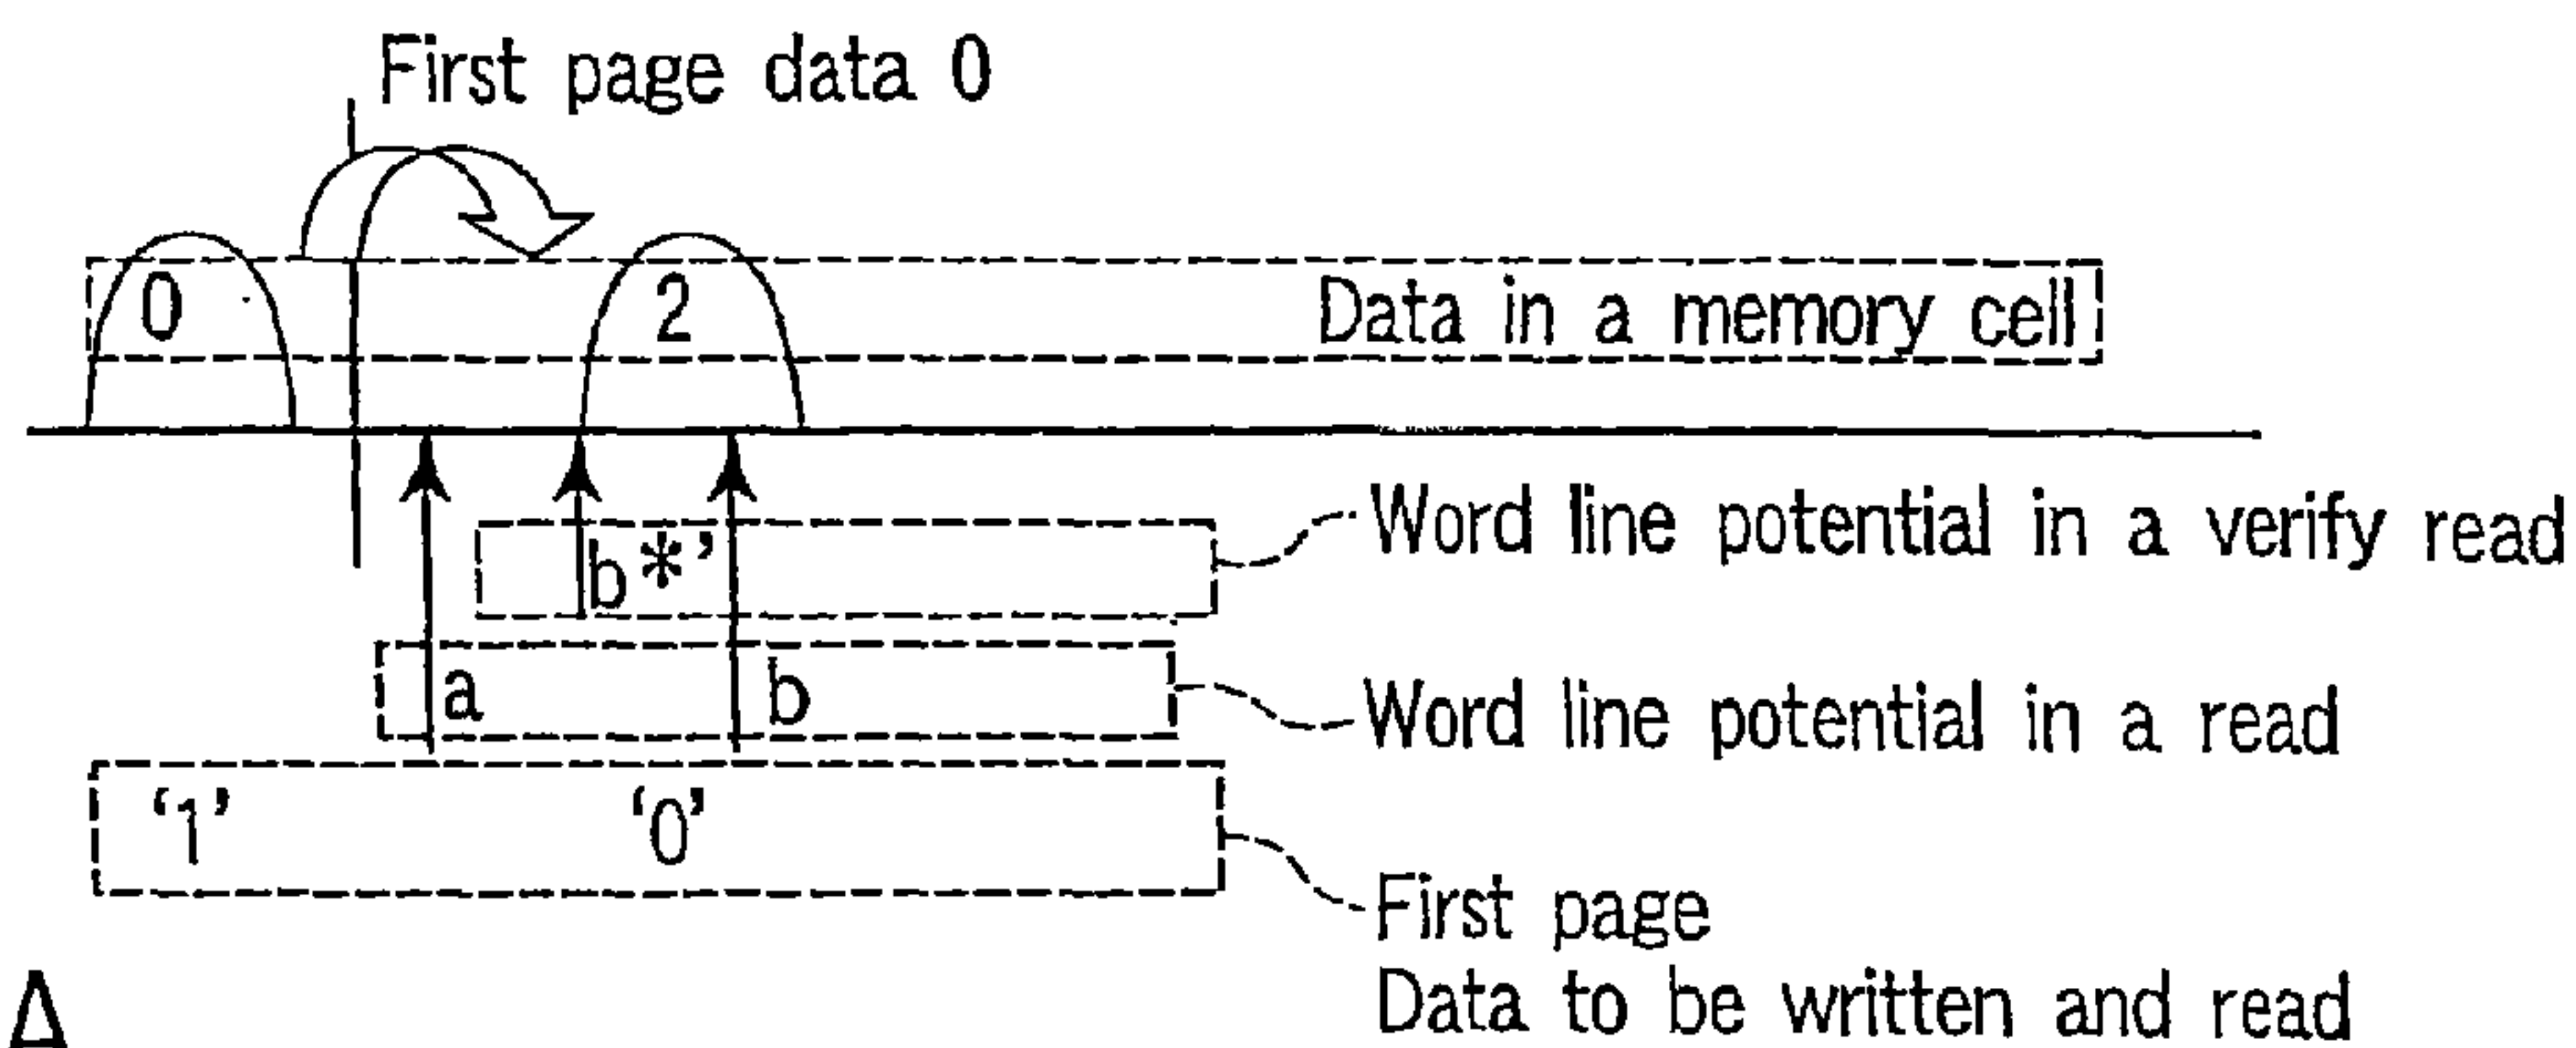 First page data 0
0 2 Data in a memory cell
b*’ Word line potential in a verify read
a b Word line potential in a read
‘1’ ‘0’
First page
Data to be written and read